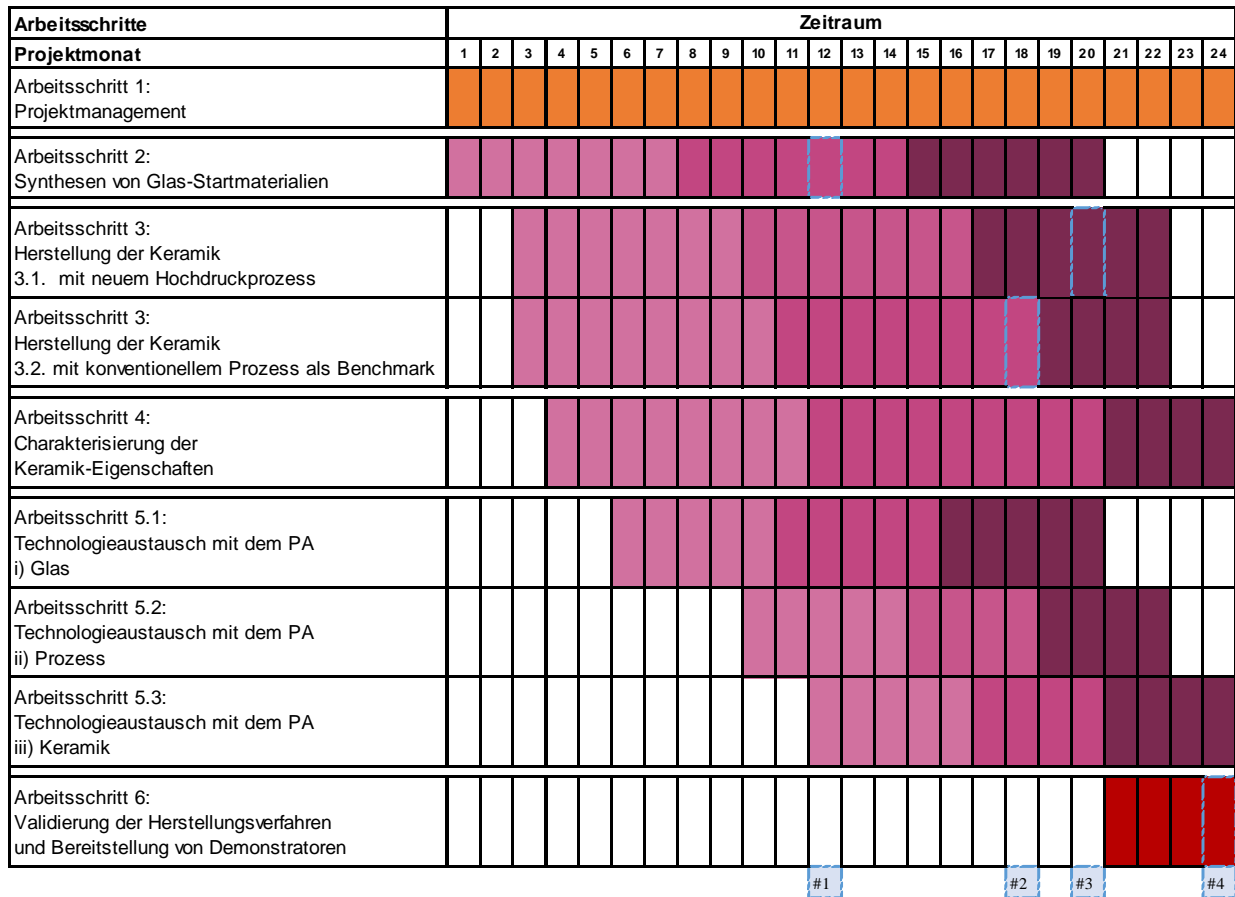 Arbeitsschritte Zeitraum
Projektmonat 1 2 3 4 5 6 7 8 9 10 11 12 13 14 15 16 17 18 19 20 21 22 23 24
Arbeitsschritt 1:
Projektmanagement
Arbeitsschritt 2:
Synthesen von Glas-Startmaterialien
Arbeitsschritt 3:
Herstellung der Keramik
3.1. mit neuem Hochdruckprozess
Arbeitsschritt 3:
Herstellung der Keramik
3.2. mit konventionellem Prozess als Benchmark
Arbeitsschritt 4:
Charakterisierung der
Keramik-Eigenschaften
Arbeitsschritt 5.1:
Technologieaustausch mit dem PA
i) Glas
Arbeitsschritt 5.2:
Technologieaustausch mit dem PA
ii) Prozess
Arbeitsschritt 5.3:
Technologieaustausch mit dem PA
iii) Keramik
Arbeitsschritt 6:
Validierung der Herstellungsverfahren
und Bereitstellung von Demonstratoren
#1 #2 #3 #4